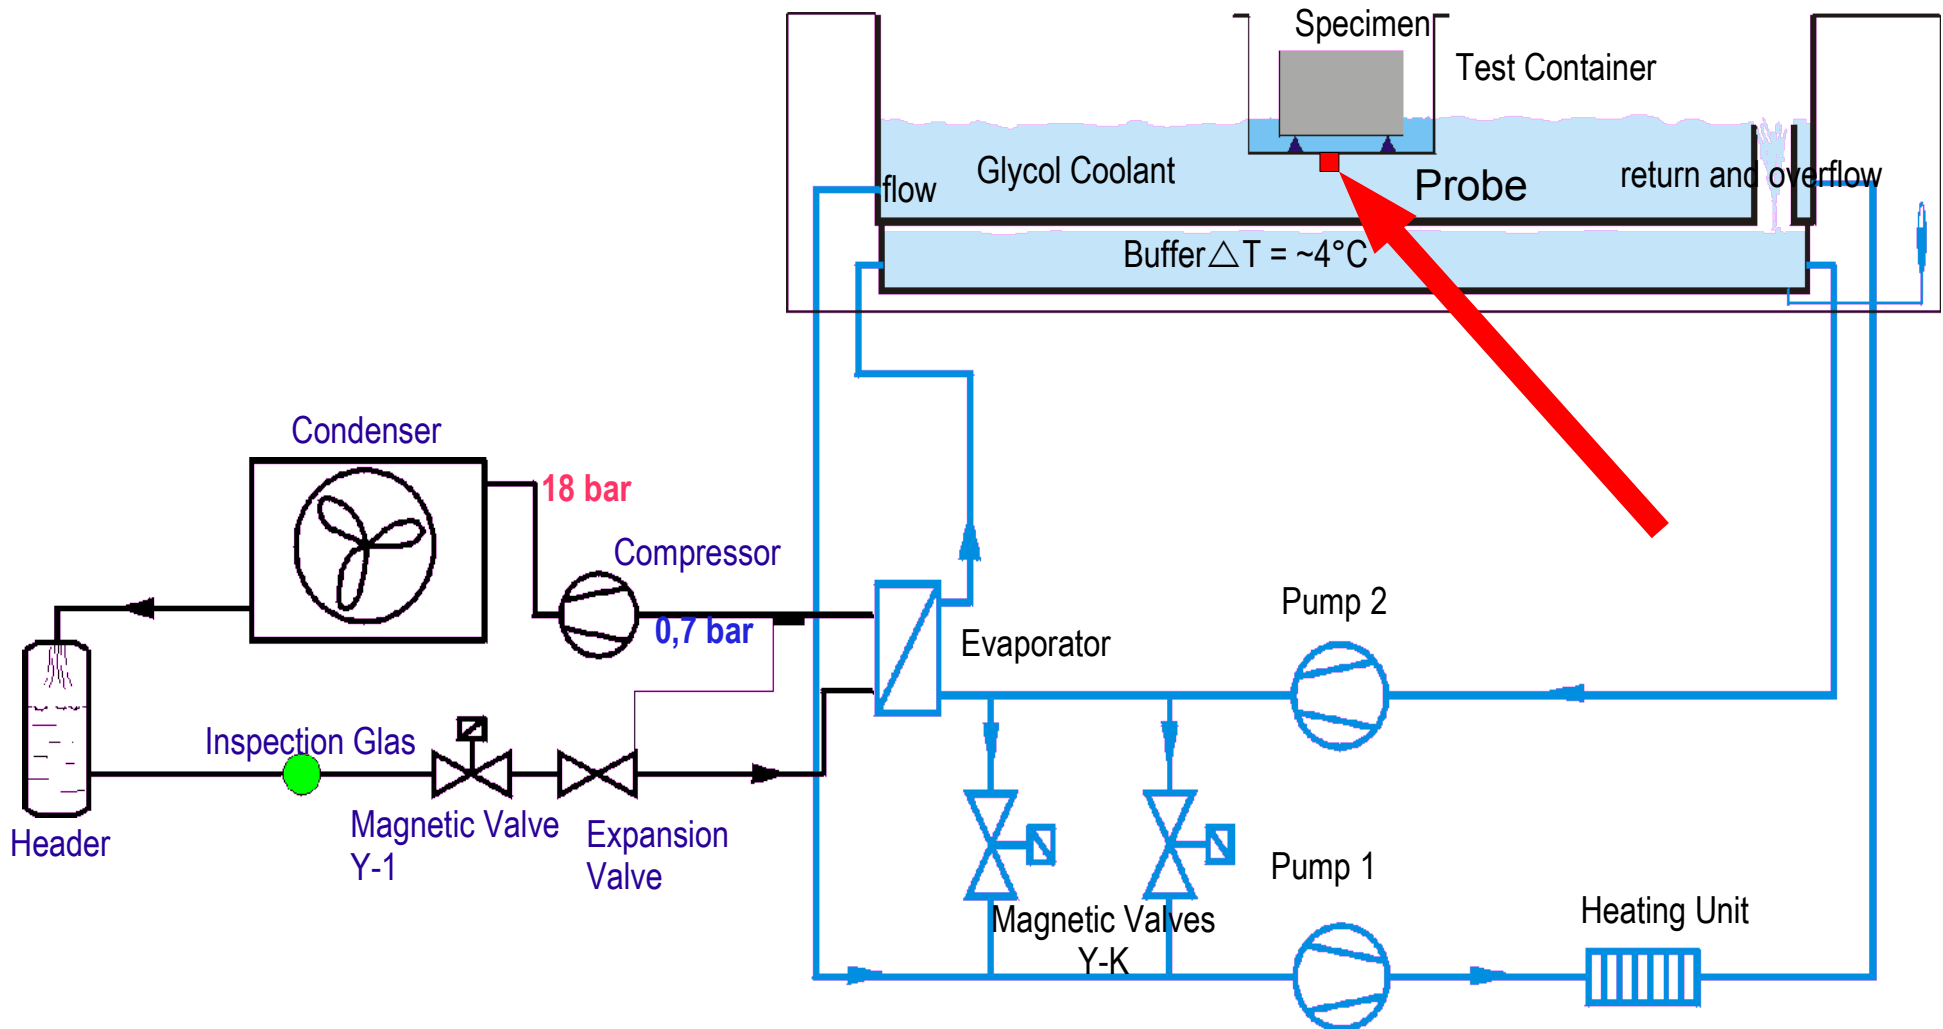 Specimen
Test Container
Glycol Coolant
Probe
return and overflow
flow
Buffer△T = ~4°C
Condenser
18 bar
Compressor
0,7 bar
Pump 2
Evaporator
Inspection Glas
Header
Magnetic Valve
Y-1
Expansion
Valve
Pump 1
Magnetic Valves
Y-K
Heating Unit